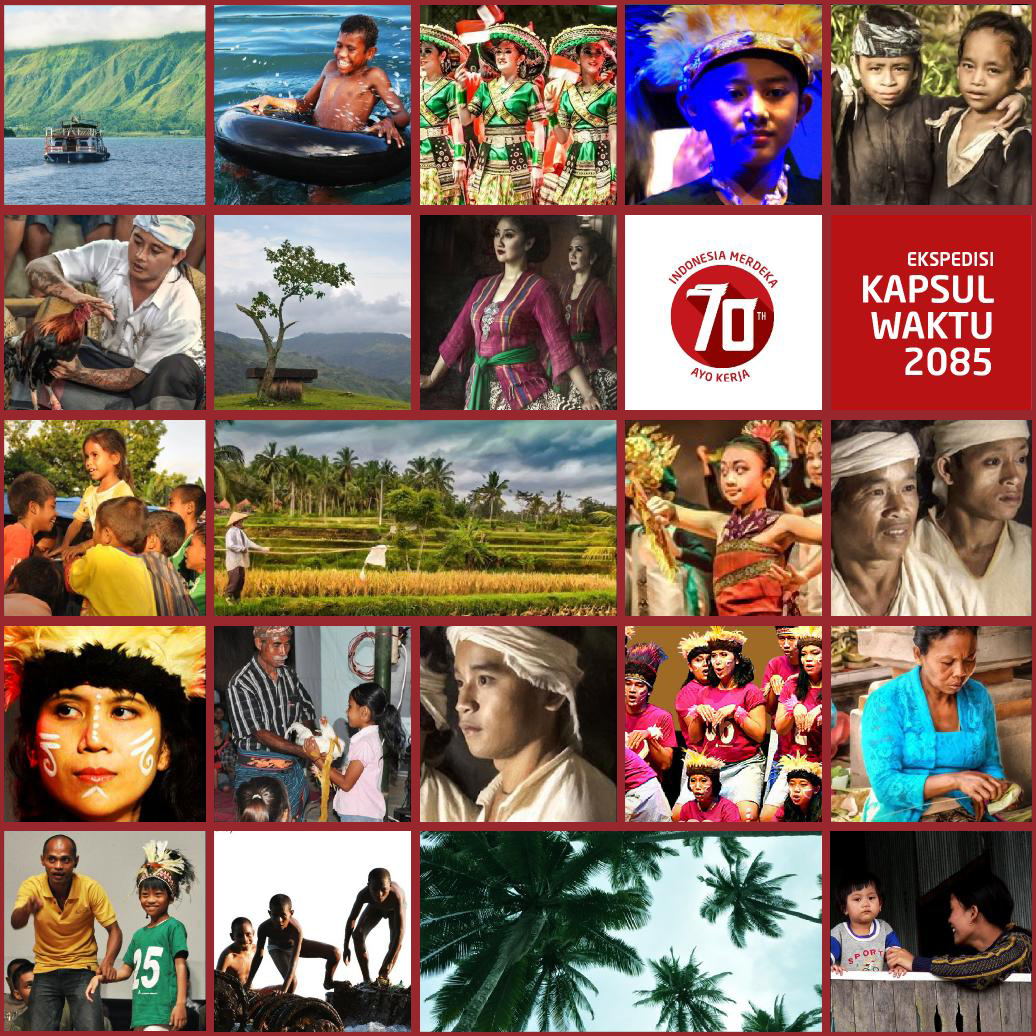 INDONESIA MERDEKA
70TH
AYO KERJA
EKSPEDISI
KAPSUL
WAKTU
2085
SPORT
25